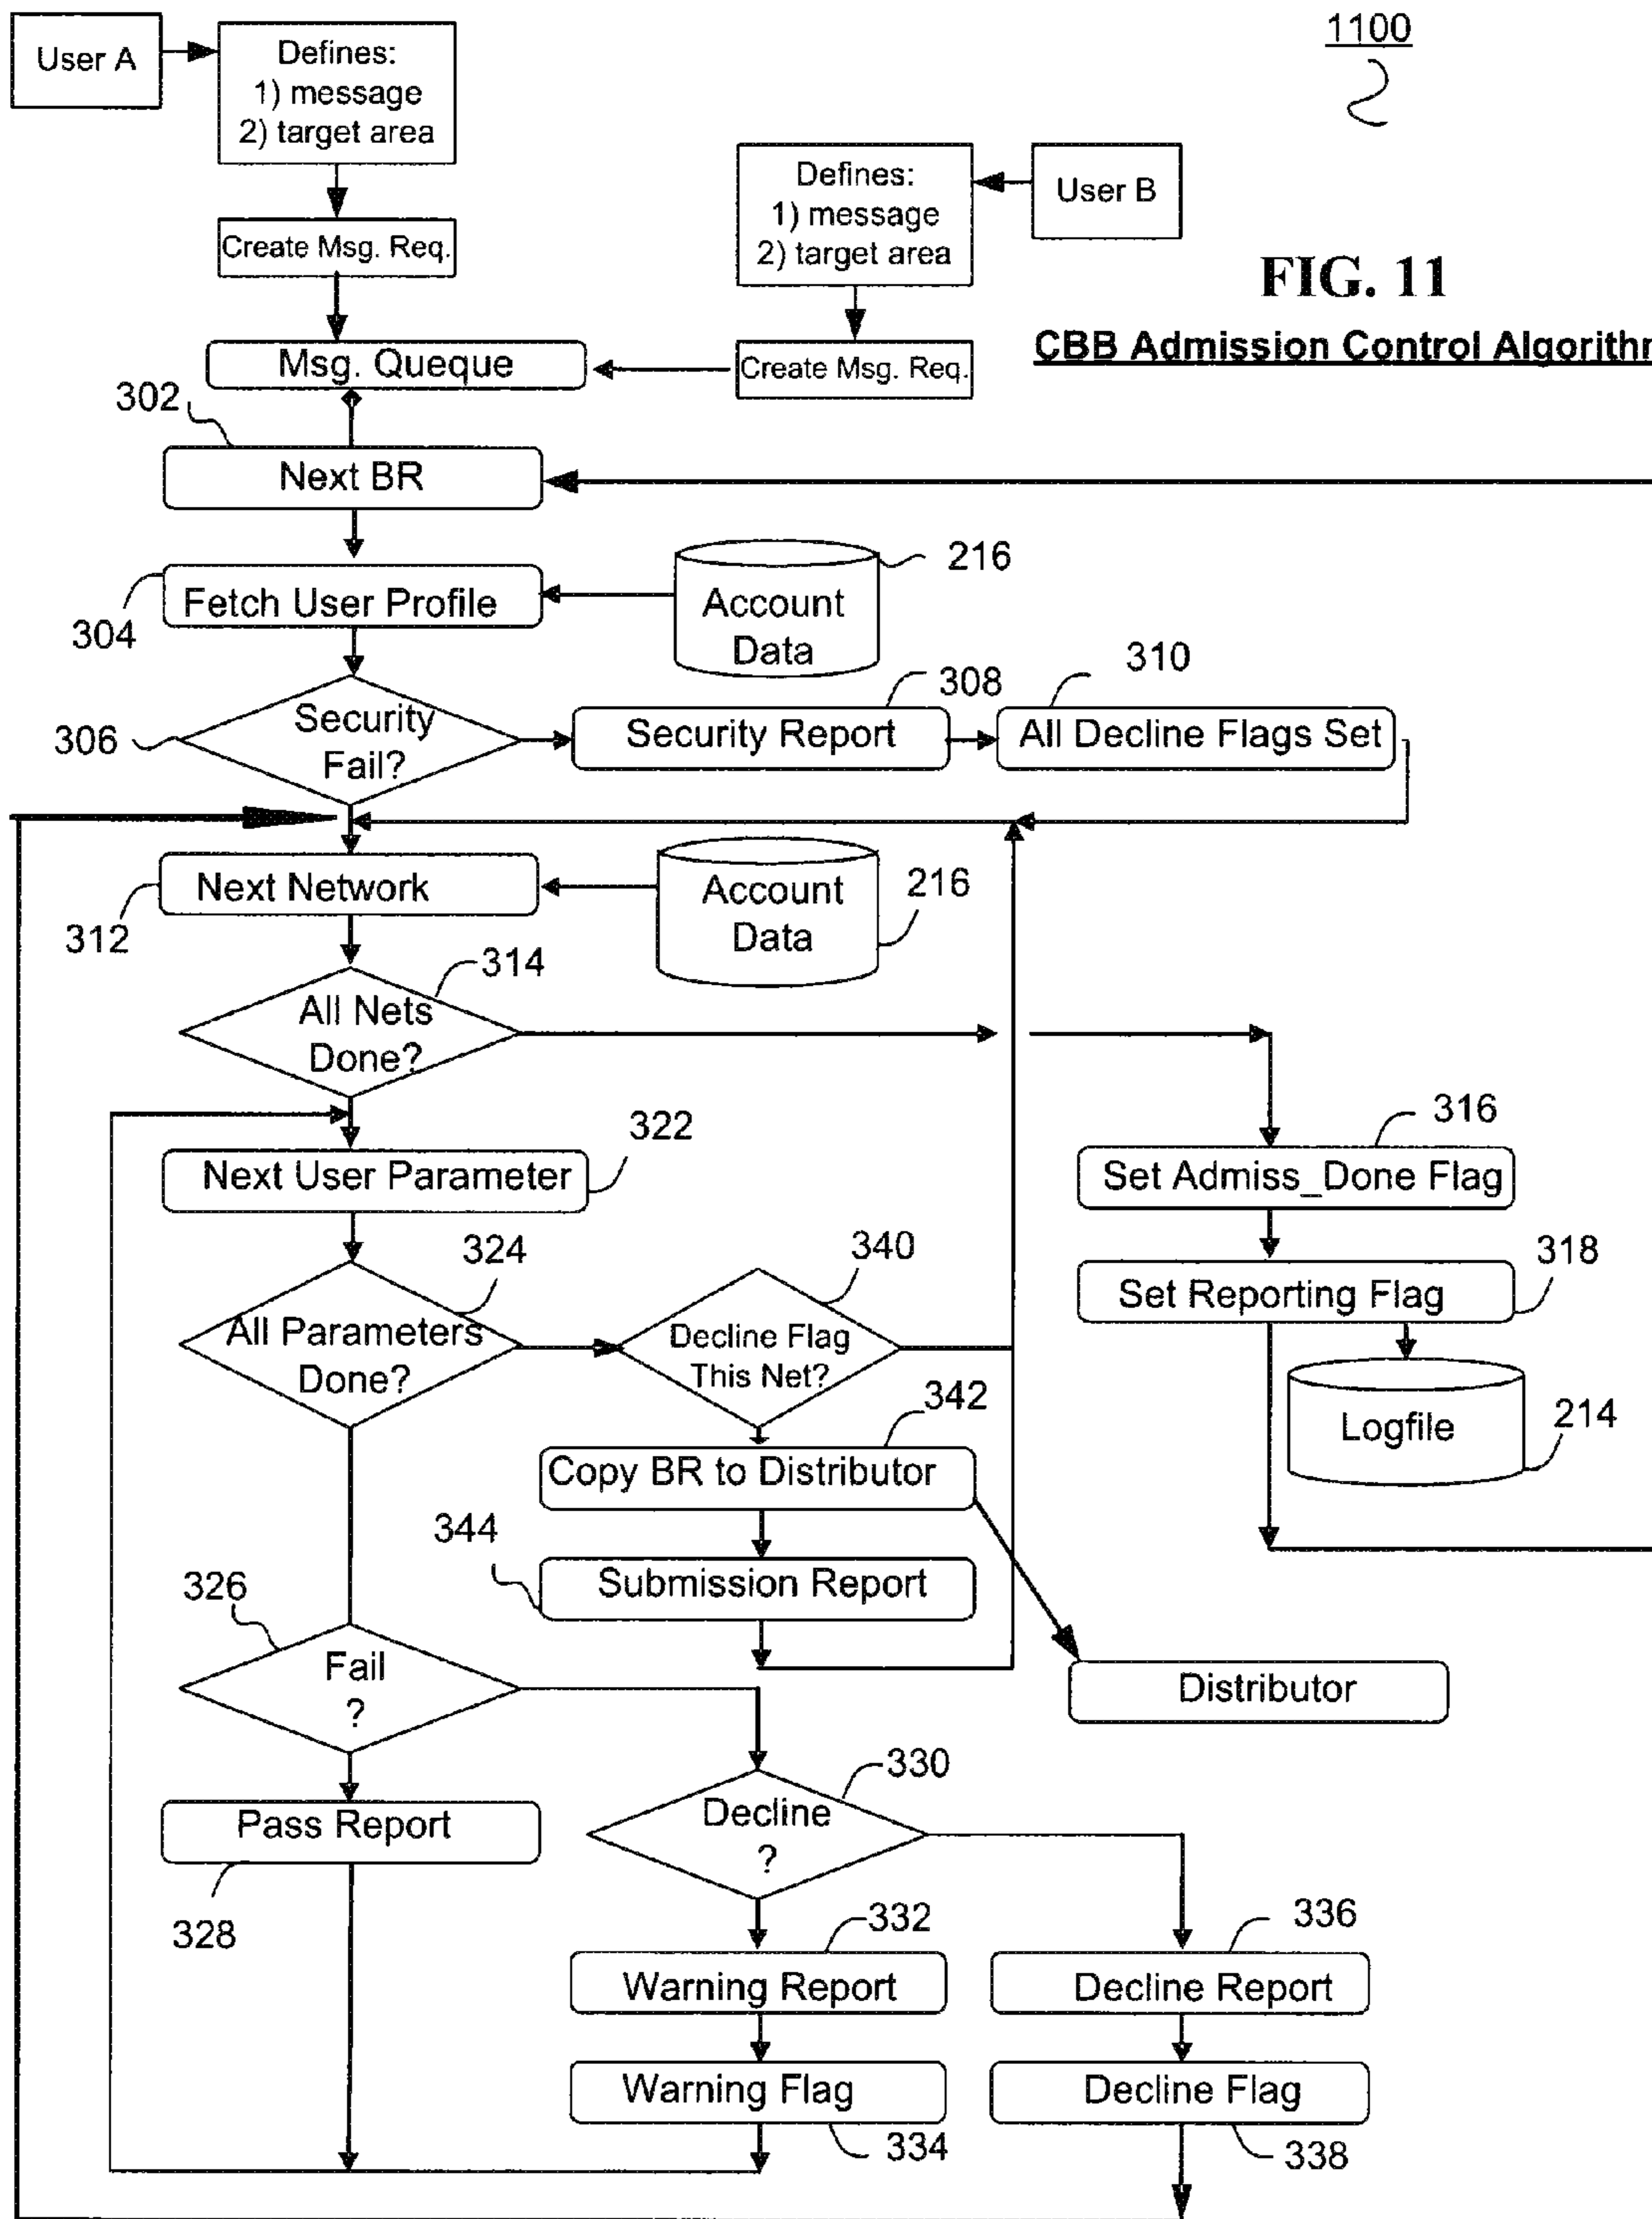 1100
User A
Defines:
1) message
2) target area
Create Msg. Req.
Defines:
1) message
2) target area
User B
FIG. 11
CBB Admission Control Algorithm
Msg. Queque
Create Msg. Req.
302
Next BR
304
Fetch User Profile
216
Account
Data
306
Security
Fail?
308
Security Report
310
All Decline Flags Set
312
Next Network
Account
Data
216
314
All Nets
Done?
322
Next User Parameter
316
Set Admiss_Done Flag
318
Set Reporting Flag
Logfile
214
324
All Parameters
Done?
340
Decline Flag
This Net?
342
Copy BR to Distributor
344
Submission Report
Distributor
326
Fail
?
328
Pass Report
330
Decline
?
332
Warning Report
336
Decline Report
Warning Flag
334
Decline Flag
338